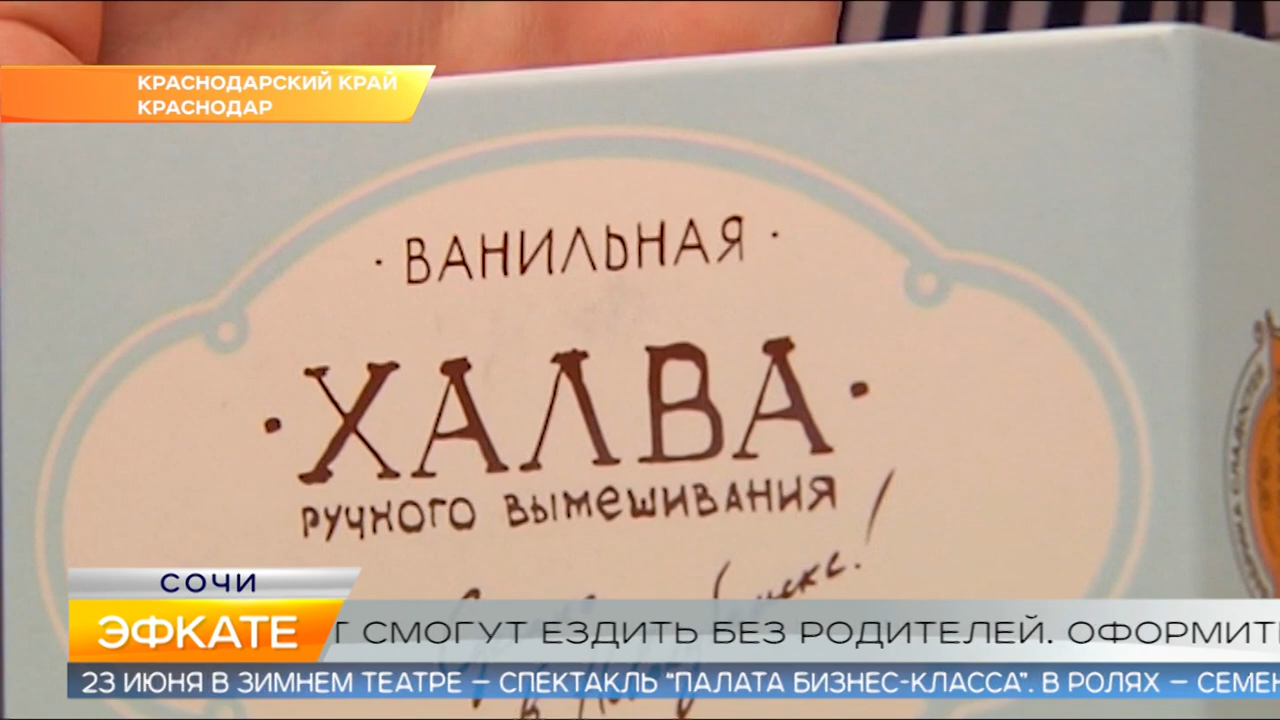 КРАСНОДАРСКИЙ КРАЙ
КРАСНОДАР
· ВАНИЛЬНАЯ ·
· ХАЛВА ·
РУЧНОГО ВЫМЕШИВАНИЯ
СОЧИ
ЭФКАТЕ
Т СМОГУТ ЕЗДИТЬ БЕЗ РОДИТЕЛЕЙ. ОФОРМИТ
23 ИЮНЯ В ЗИМНЕМ ТЕАТРЕ – СПЕКТАКЛЬ "ПАЛАТА БИЗНЕС-КЛАССА". В РОЛЯХ – СЕМЕН